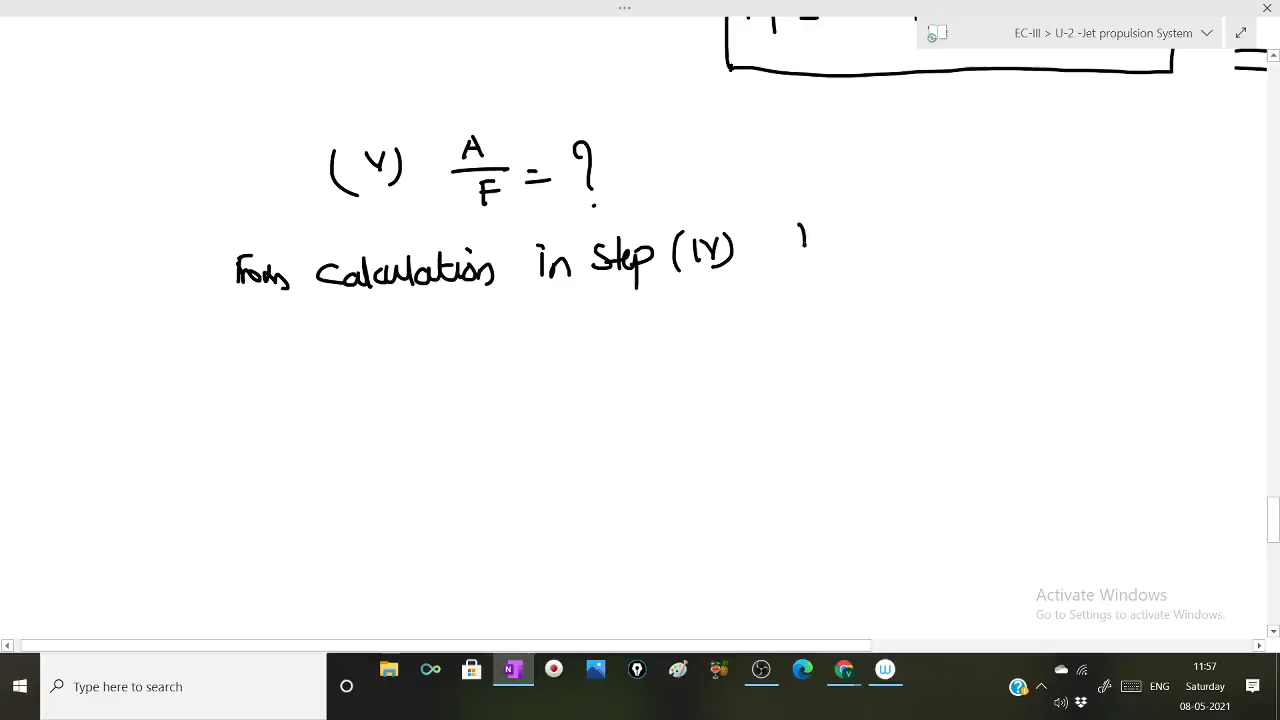 EC-III > U-2 -Jet propulsion System
(V) A/F = ?
From calculation in step (IV)
Activate Windows
Go to Settings to activate Windows.
Type here to search
ENG
11:57
Saturday
08-05-2021